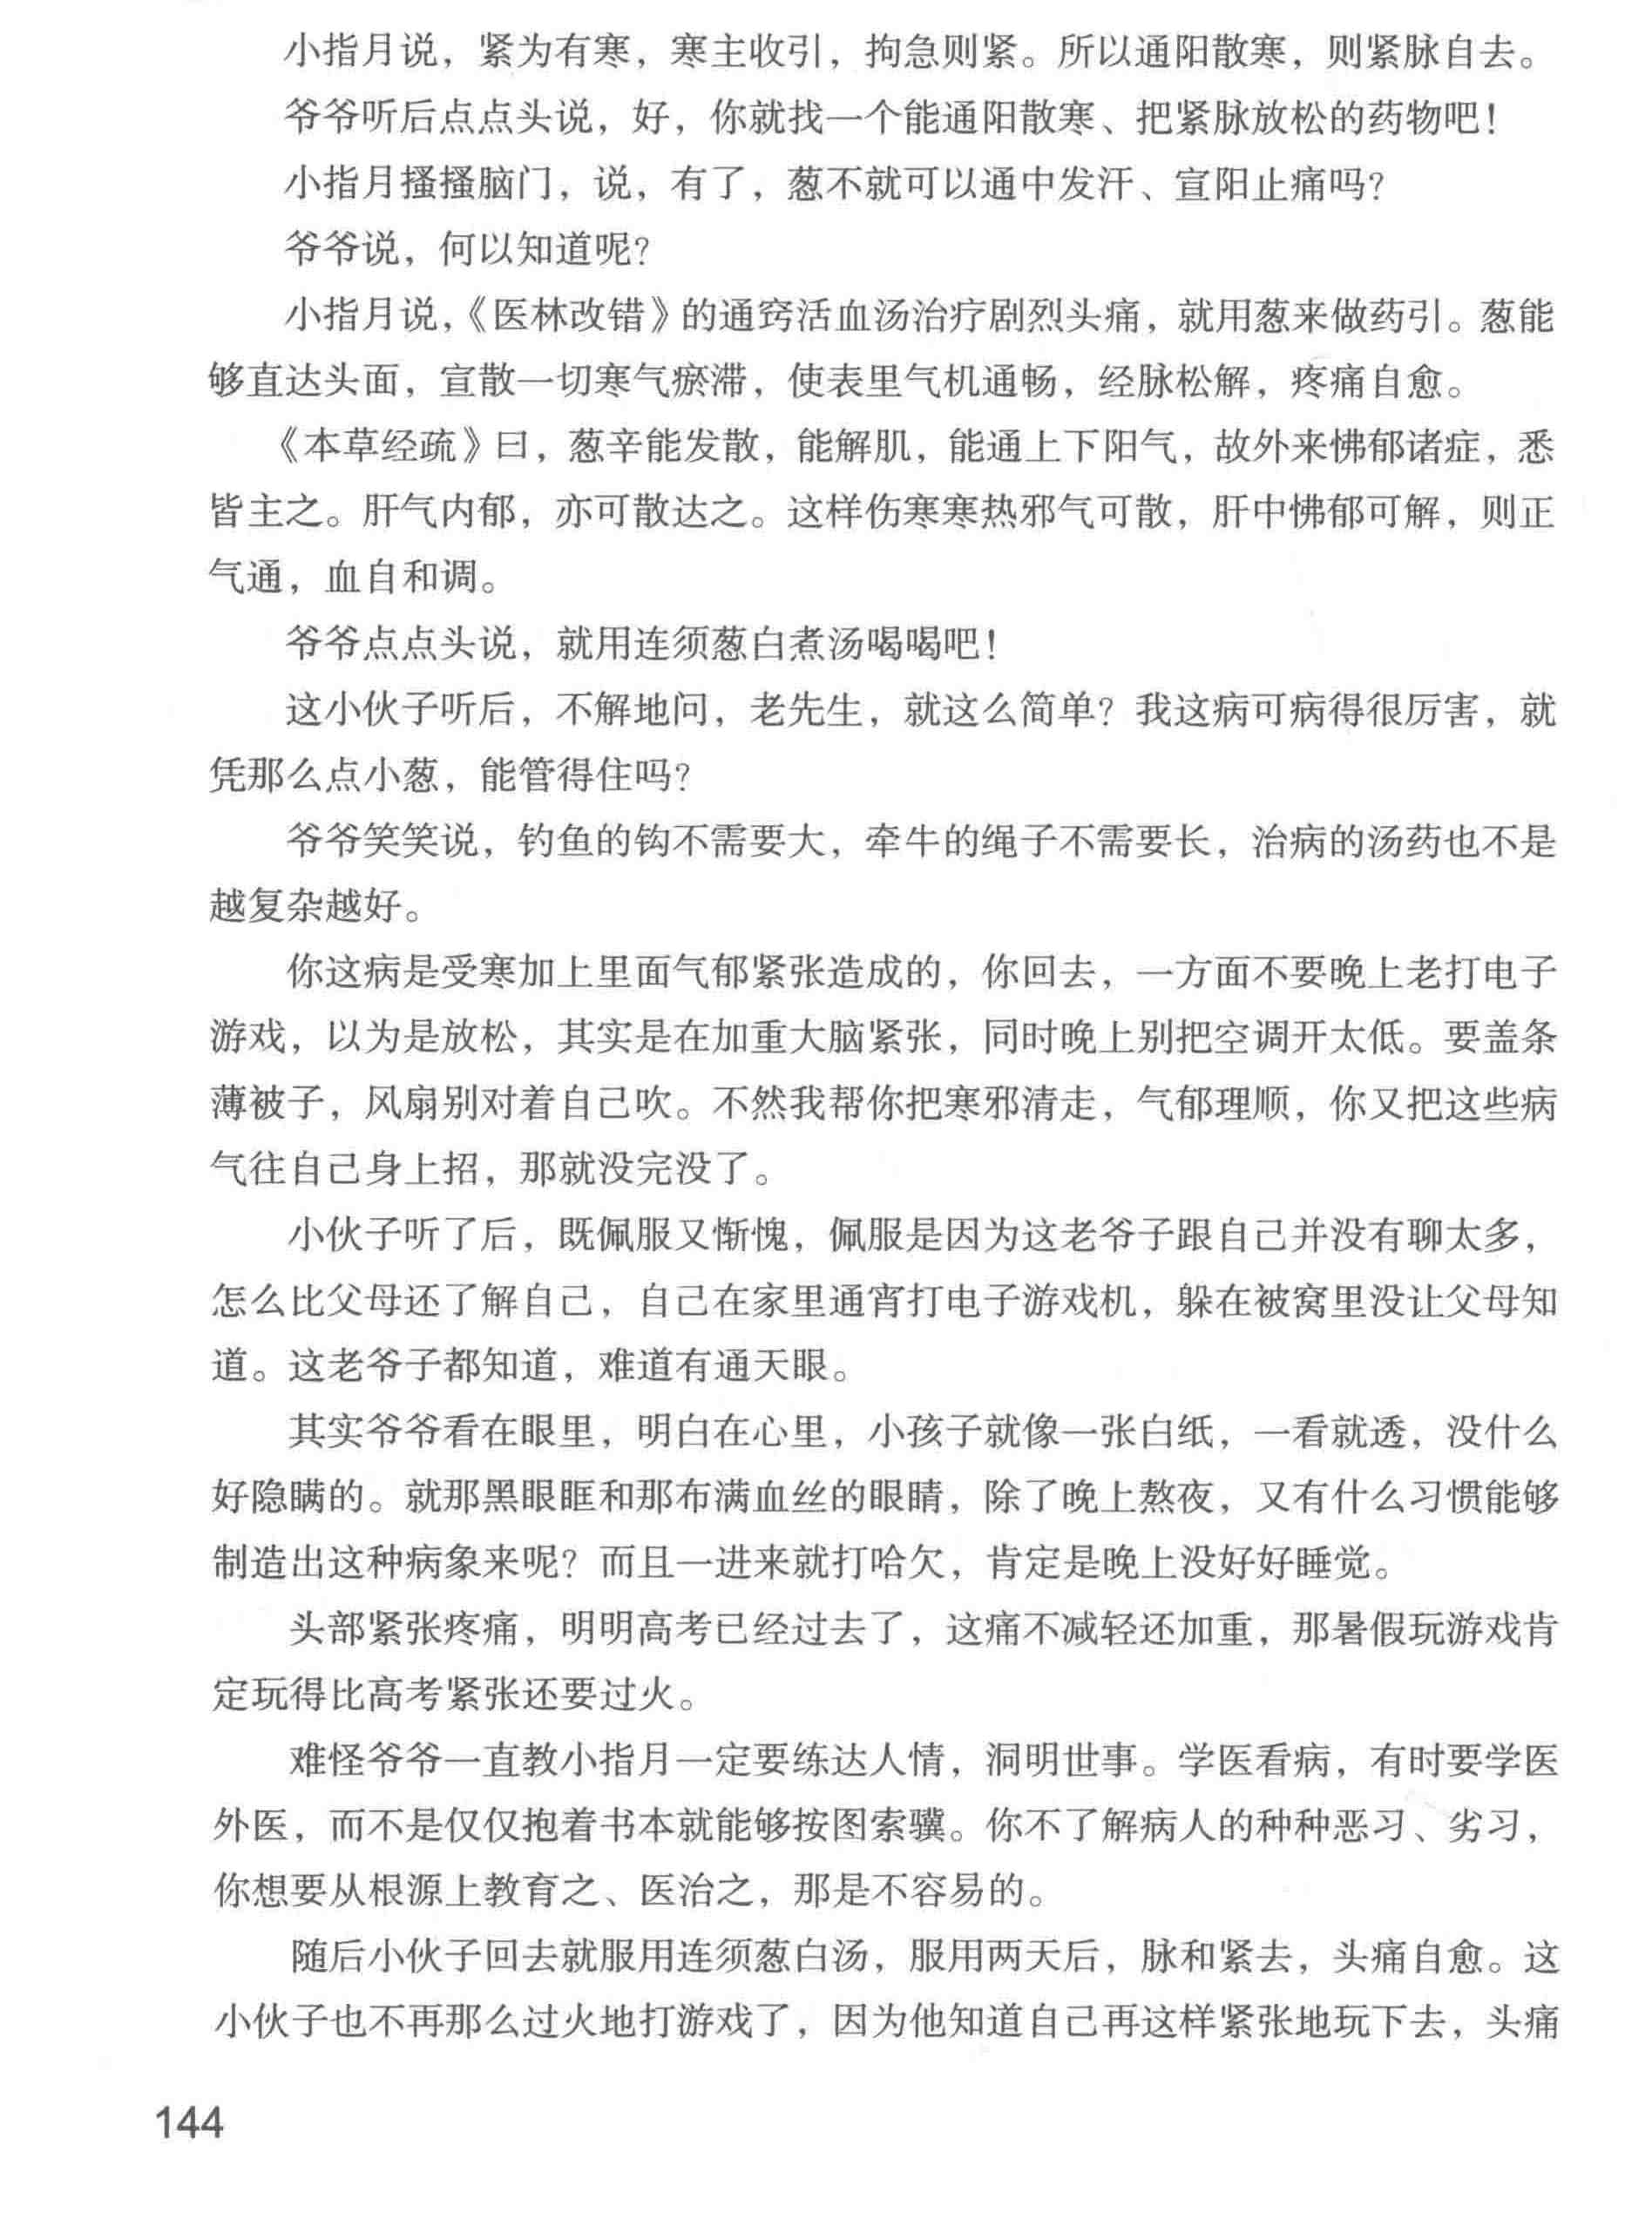 小指月说，紧为有寒，寒主收引，拘急则紧。所以通阳散寒，则紧脉自去。
爷爷听后点点头说，好，你就找一个能通阳散寒、把紧脉放松的药物吧！
小指月搔搔脑门，说，有了，葱不就可以通中发汗、宣阳止痛吗？
爷爷说，何以知道呢？
小指月说，《医林改错》的通窍活血汤治疗剧烈头痛，就用葱来做药引。葱能
够直达头面，宣散一切寒气瘀滞，使表里气机通畅，经脉松解，疼痛自愈。
《本草经疏》曰，葱辛能发散，能解肌，能通上下阳气，故外来怫郁诸症，悉
皆主之。肝气内郁，亦可散达之。这样伤寒寒热邪气可散，肝中怫郁可解，则正
气通，血自和调。
爷爷点点头说，就用连须葱白煮汤喝喝吧！
这小伙子听后，不解地问，老先生，就这么简单？我这病可病得很厉害，就
凭那么点小葱，能管得住吗？
爷爷笑笑说，钓鱼的钩不需要大，牵牛的绳子不需要长，治病的汤药也不是
越复杂越好。
你这病是受寒加上里面气郁紧张造成的，你回去，一方面不要晚上老打电子
游戏，以为是放松，其实是在加重大脑紧张，同时晚上别把空调开太低。要盖条
薄被子，风扇别对着自己吹。不然我帮你把寒邪清走，气郁理顺，你又把这些病
气往自己身上招，那就没完没了。
小伙子听了后，既佩服又惭愧，佩服是因为这老爷子跟自己并没有聊太多，
怎么比父母还了解自己，自己在家里通宵打电子游戏机，躲在被窝里没让父母知
道。这老爷子都知道，难道有通天眼。
其实爷爷看在眼里，明白在心里，小孩子就像一张白纸，一看就透，没什么
好隐瞒的。就那黑眼眶和那布满血丝的眼睛，除了晚上熬夜，又有什么习惯能够
制造出这种病象来呢？而且一进来就打哈欠，肯定是晚上没好好睡觉。
头部紧张疼痛，明明高考已经过去了，这痛不减轻还加重，那暑假玩游戏肯
定玩得比高考紧张还要过火。
难怪爷爷一直教小指月一定要练达人情，洞明世事。学医看病，有时要学医
外医，而不是仅仅抱着书本就能够按图索骥。你不了解病人的种种恶习、劣习，
你想要从根源上教育之、医治之，那是不容易的。
随后小伙子回去就服用连须葱白汤，服用两天后，脉和紧去，头痛自愈。这
小伙子也不再那么过火地打游戏了，因为他知道自己再这样紧张地玩下去，头痛
144